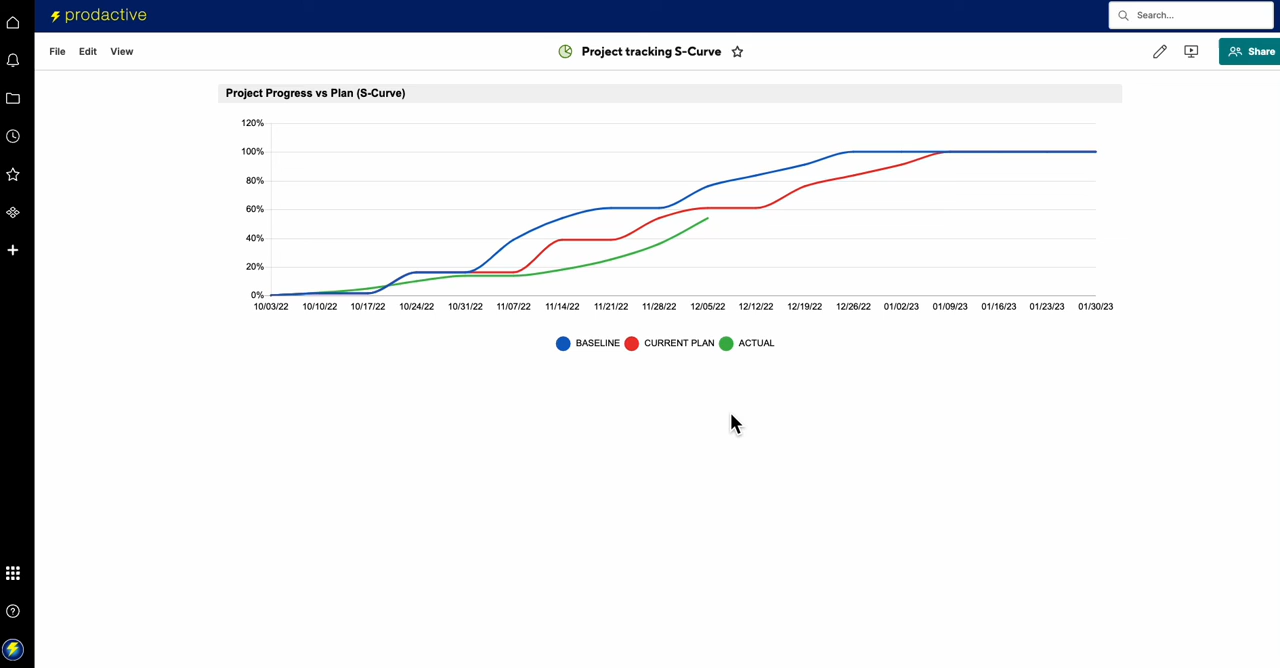 prodactive
Search...
File Edit View
Project tracking S-Curve
Share
Project Progress vs Plan (S-Curve)
120%
100%
80%
60%
40%
20%
0%
10/03/22 10/10/22 10/17/22 10/24/22 10/31/22 11/07/22 11/14/22 11/21/22 11/28/22 12/05/22 12/12/22 12/19/22 12/26/22 01/02/23 01/09/23 01/16/23 01/23/23 01/30/23
BASELINE CURRENT PLAN ACTUAL